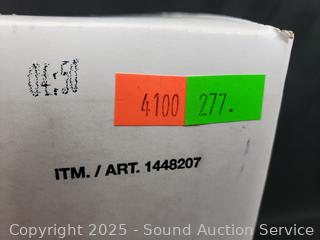 04:50
4100 277.
ITM. / ART. 1448207
Copyright © 2025 - Sound Auction Service